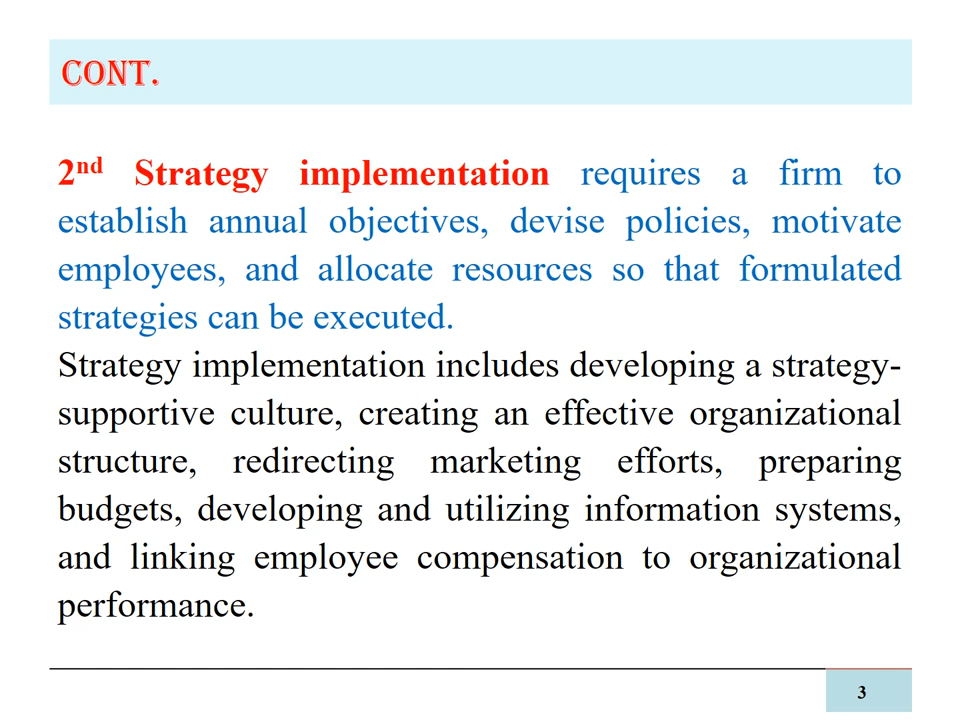 CONT.
2nd Strategy implementation requires a firm to
establish annual objectives, devise policies, motivate
employees, and allocate resources so that formulated
strategies can be executed.
Strategy implementation includes developing a strategy-
supportive culture, creating an effective organizational
structure, redirecting marketing efforts, preparing
budgets, developing and utilizing information systems,
and linking employee compensation to organizational
performance.
3